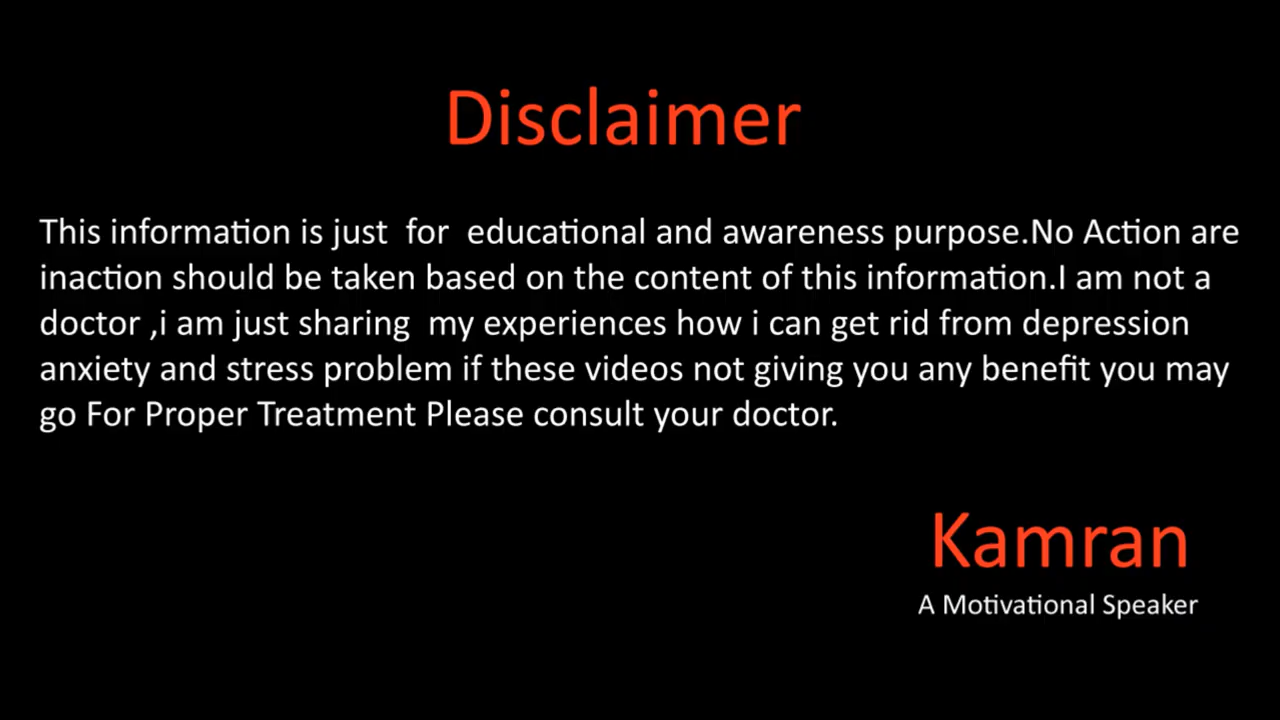 Disclaimer
This information is just  for  educational and awareness purpose.No Action are
inaction should be taken based on the content of this information.I am not a
doctor ,i am just sharing  my experiences how i can get rid from depression
anxiety and stress problem if these videos not giving you any benefit you may
go For Proper Treatment Please consult your doctor.
Kamran
A Motivational Speaker